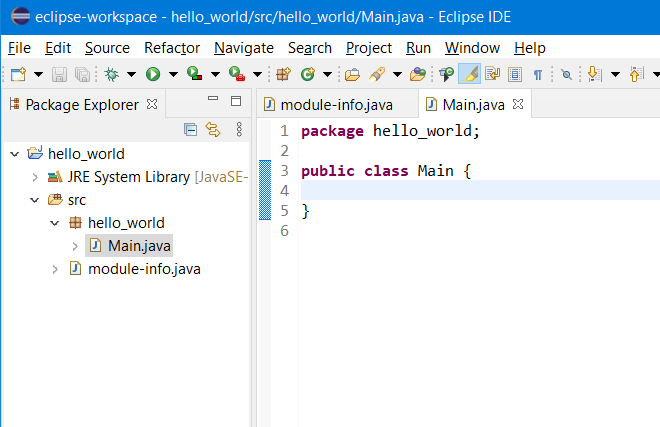 eclipse-workspace - hello_world/src/hello_world/Main.java - Eclipse IDE
File Edit Source Refactor Navigate Search Project Run Window Help
Package Explorer
module-info.java
Main.java
hello_world
JRE System Library [JavaSE-
src
hello_world
Main.java
module-info.java
1 package hello_world;
2
3 public class Main {
4
5 }
6